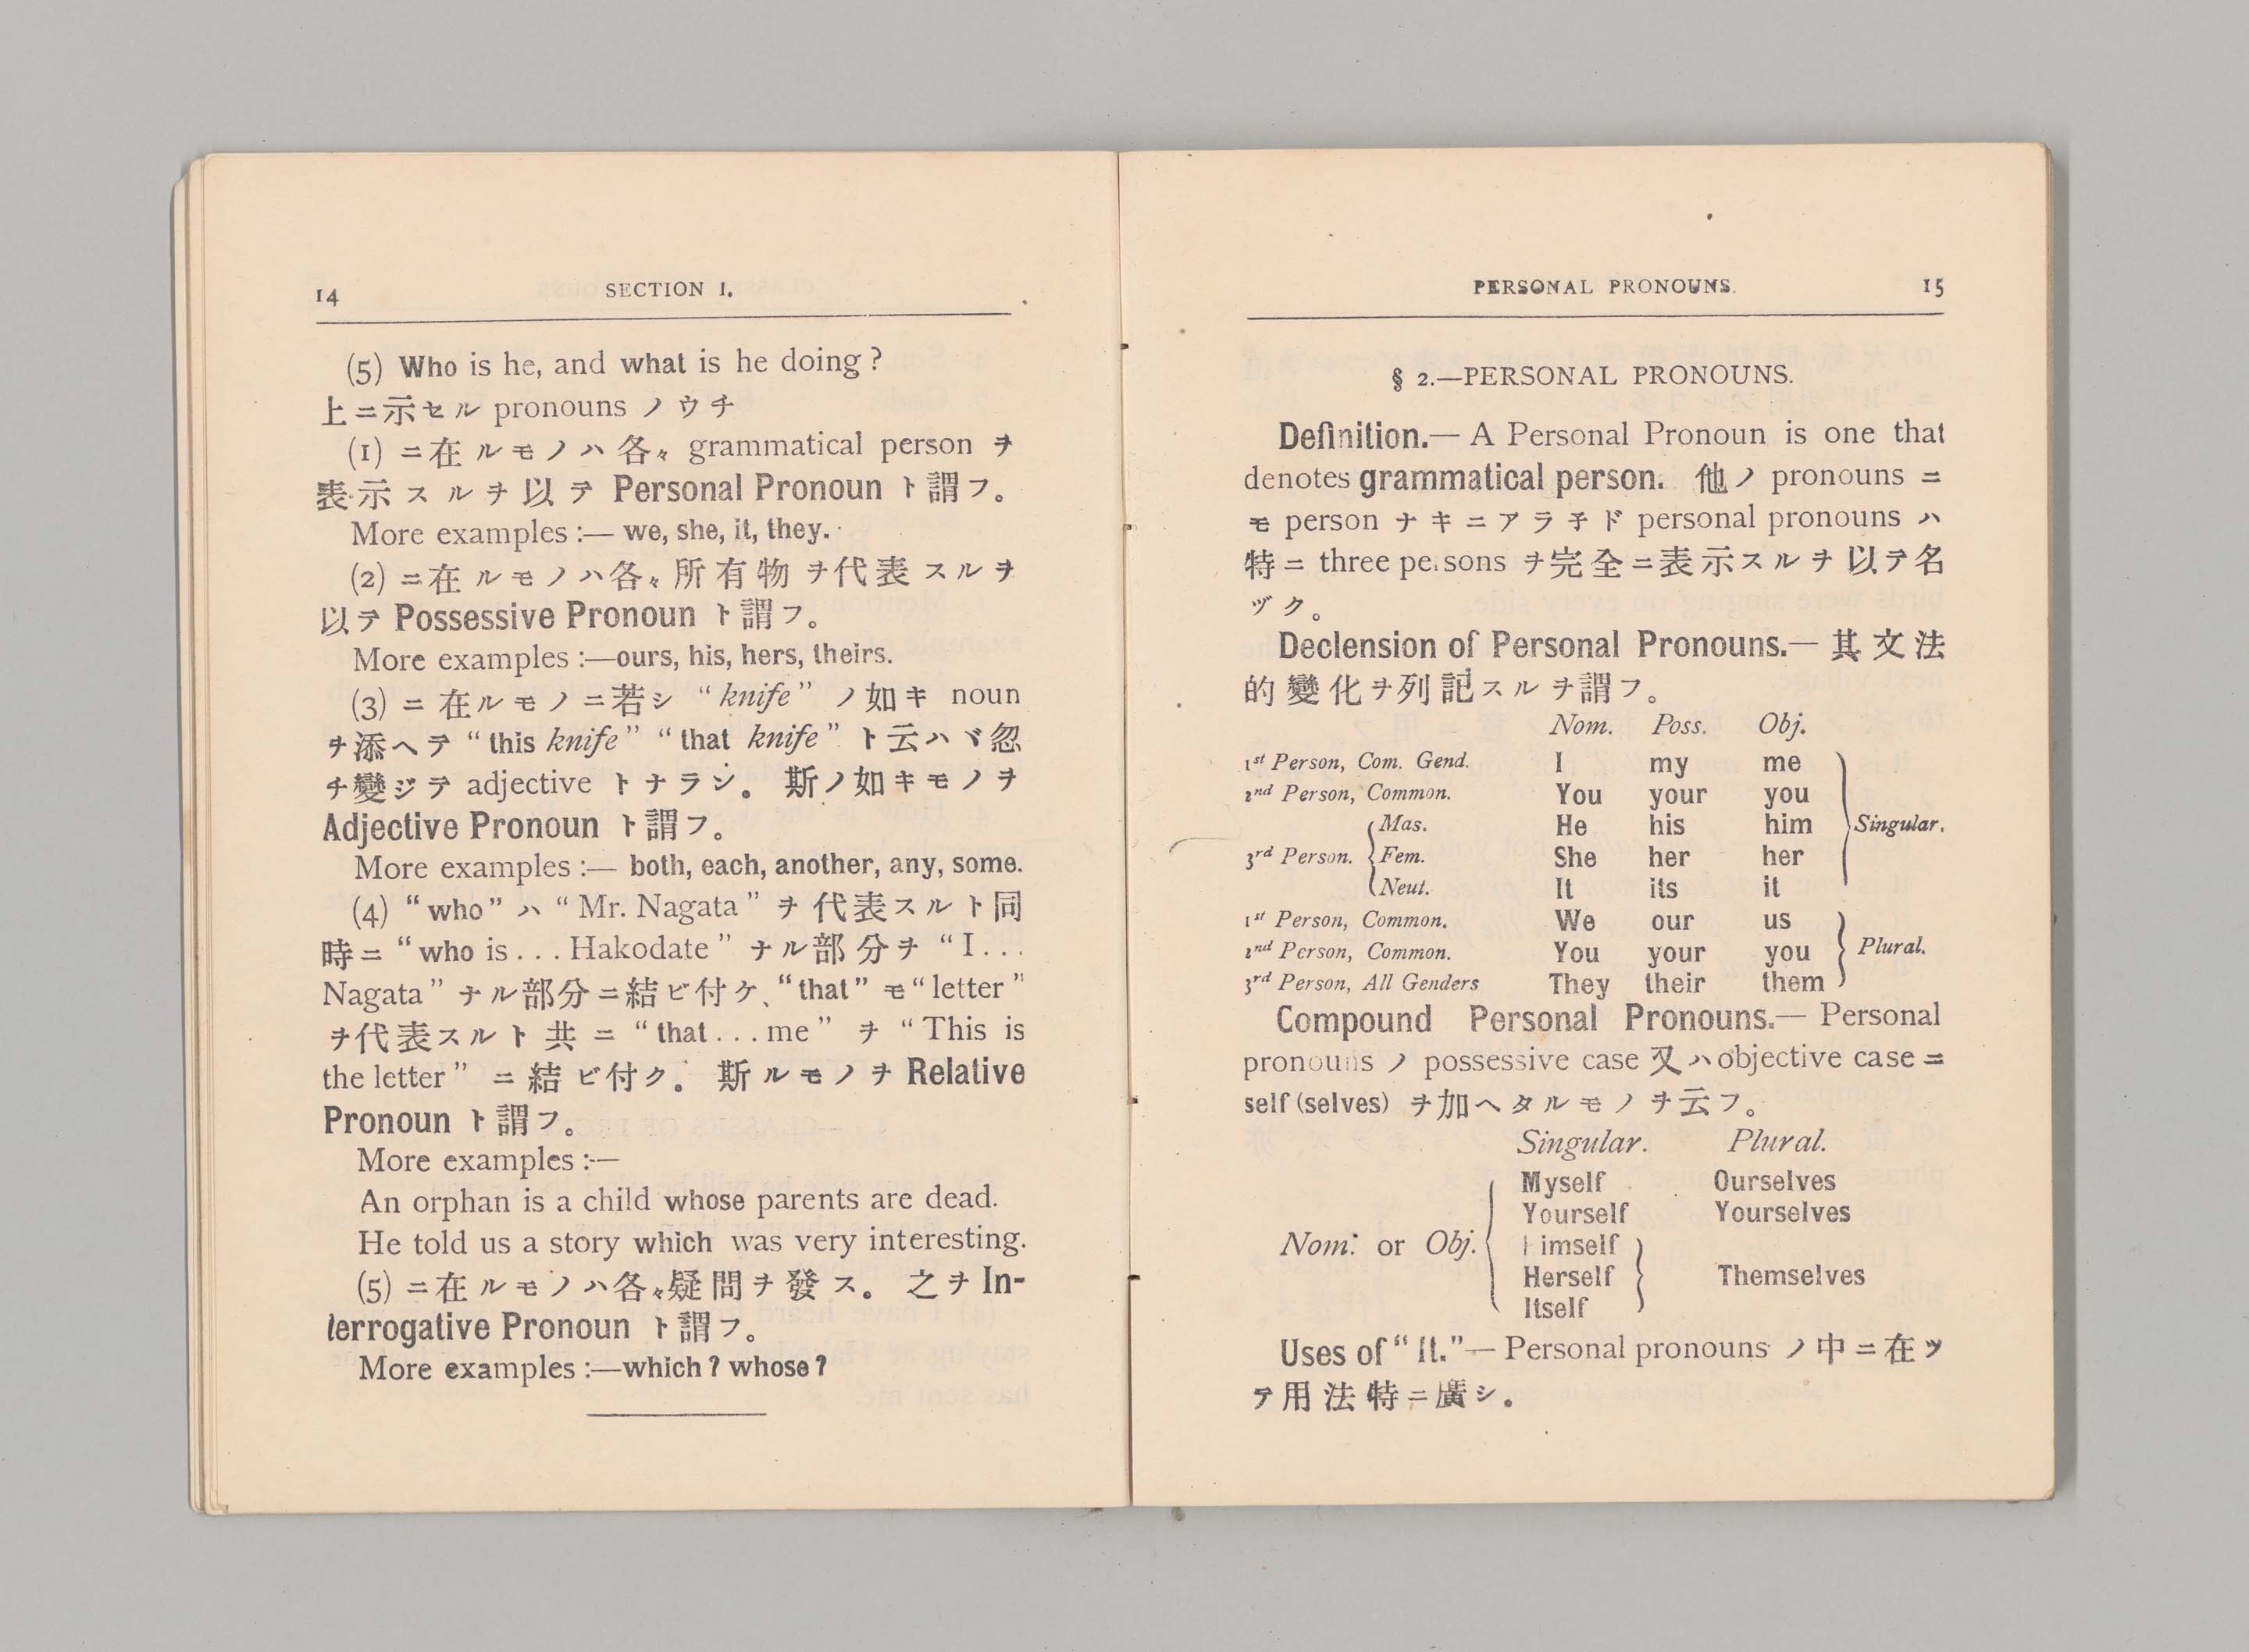 14 SECTION I.
(5) Who is he, and what is he doing?
上ニ示セル pronouns ノウチ
(1) ニ在ルモノハ各々 grammatical person ヲ
表示スルヲ以テ Personal Pronoun ト謂フ。
More examples :— we, she, it, they.
(2) ニ在ルモノハ各々所有物ヲ代表スルヲ
以テ Possessive Pronoun ト謂フ。
More examples :—ours, his, hers, theirs.
(3) ニ在ルモノニ若シ “knife” ノ如キ noun
ヲ添ヘテ “this knife” “that knife” ト云ハヾ忽
チ變ジテ adjective トナラン。斯ノ如キモノヲ
Adjective Pronoun ト謂フ。
More examples :— both, each, another, any, some.
(4) “who” ハ “Mr. Nagata” ヲ代表スルト同
時ニ “who is... Hakodate” ナル部分ヲ “I...
Nagata” ナル部分ニ結ビ付ケ、“that” モ “letter”
ヲ代表スルト共ニ “that...me” ヲ “This is
the letter” ニ結ビ付ク。斯ルモノヲ Relative
Pronoun ト謂フ。
More examples :—
An orphan is a child whose parents are dead.
He told us a story which was very interesting.
(5) ニ在ルモノハ各々疑問ヲ發ス。之ヲ In-
terrogative Pronoun ト謂フ。
More examples :—which? whose?
PERSONAL PRONOUNS. 15
§ 2.—PERSONAL PRONOUNS.
Definition.— A Personal Pronoun is one that
denotes grammatical person. 他ノ pronouns ニ
モ person ナキニアラ子ド personal pronouns ハ
特ニ three persons ヲ完全ニ表示スルヲ以テ名
ヅク。
Declension of Personal Pronouns.— 其文法
的變化ヲ列記スルヲ謂フ。
Nom. Poss. Obj.
1st Person, Com. Gend. I my me
2nd Person, Common. You your you
Mas. He his him Singular.
3rd Person. Fem. She her her
Neut. It its it
1st Person, Common. We our us
2nd Person, Common. You your you Plural.
3rd Person, All Genders They their them
Compound Personal Pronouns.— Personal
pronouns ノ possessive case 又ハ objective case ニ
self (selves) ヲ加ヘタルモノヲ云フ。
Singular. Plural.
Myself Ourselves
Yourself Yourselves
Nom. or Obj. Himself
Herself Themselves
Itself
Uses of “It.”— Personal pronouns ノ中ニ在ツ
テ用法特ニ廣シ。